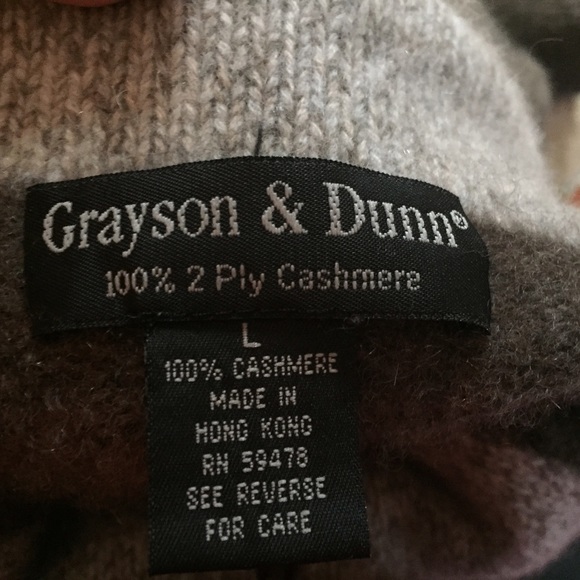 Grayson & Dunn®
100% 2 Ply Cashmere
L
100% CASHMERE
MADE IN
HONG KONG
RN 59478
SEE REVERSE
FOR CARE